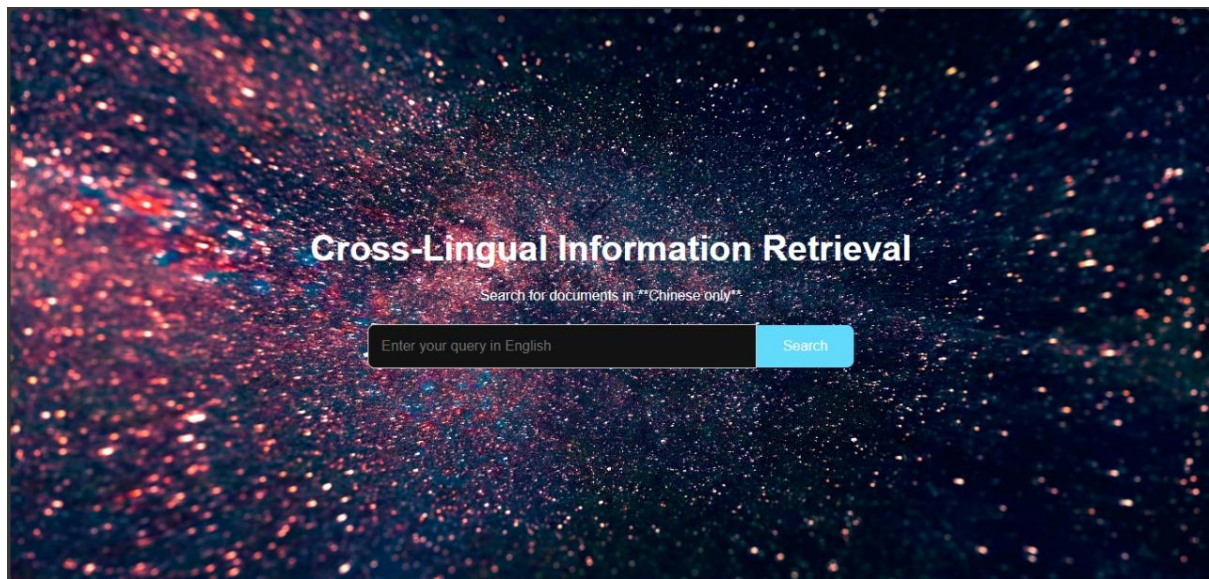 Cross-Lingual Information Retrieval
Search for documents in **Chinese only**
Enter your query in English
Search